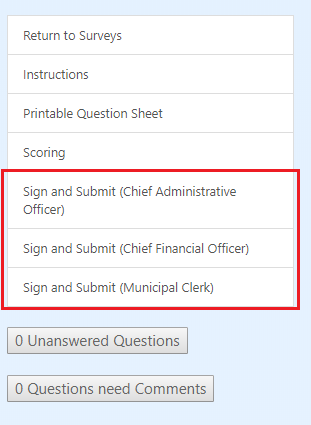 Return to Surveys
Instructions
Printable Question Sheet
Scoring
Sign and Submit (Chief Administrative
Officer)
Sign and Submit (Chief Financial Officer)
Sign and Submit (Municipal Clerk)
0 Unanswered Questions
0 Questions need Comments